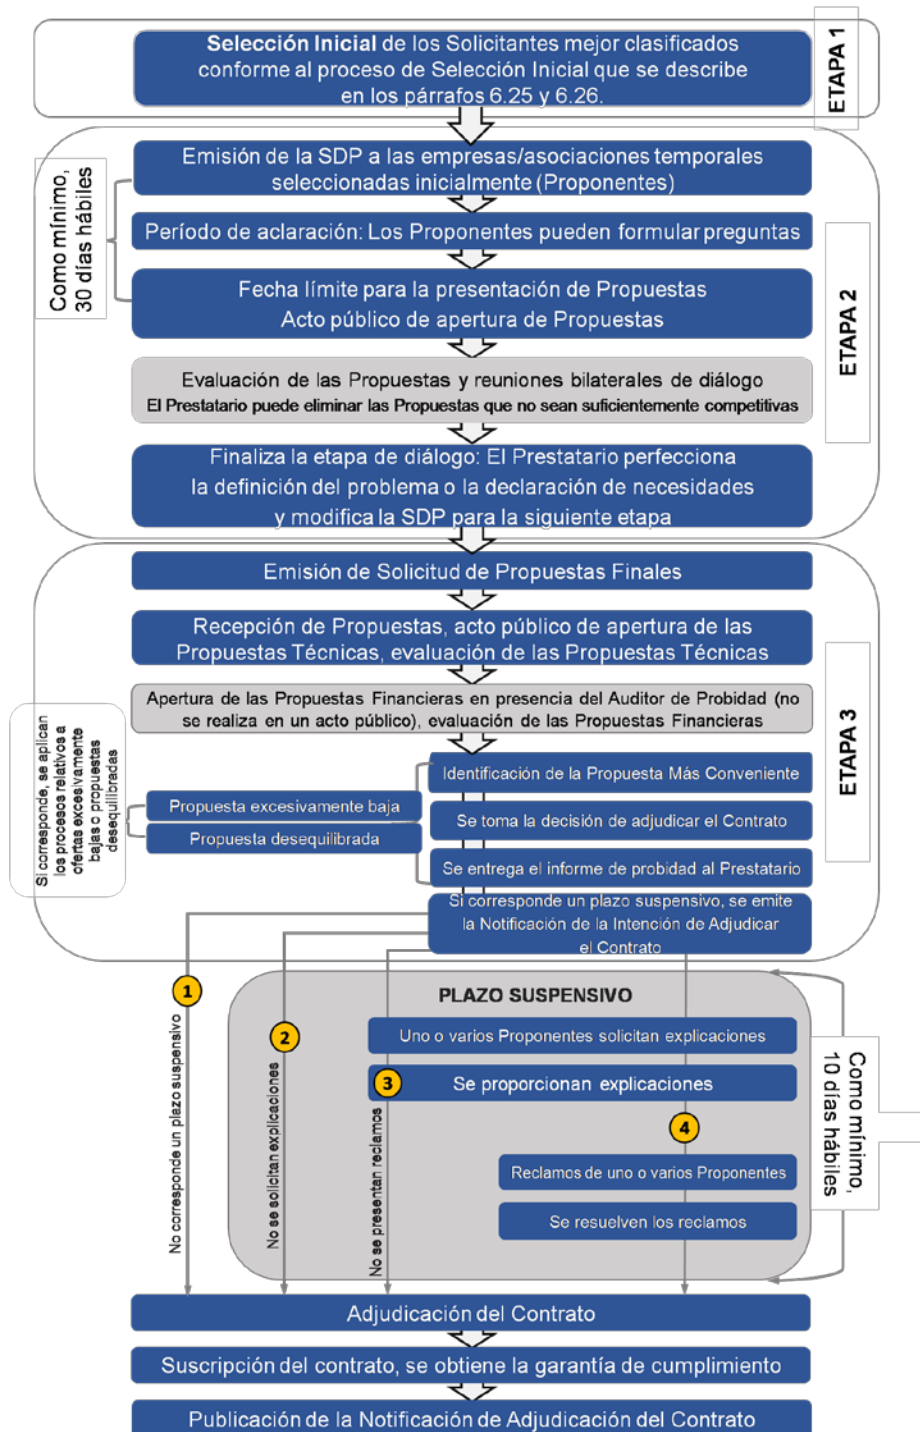 Selección Inicial de los Solicitantes mejor clasificados
conforme al proceso de Selección Inicial que se describe
en los párrafos 6.25 y 6.26.
ETAPA 1
Emisión de la SDP a las empresas/asociaciones temporales
seleccionadas inicialmente (Proponentes)
Como mínimo,
30 días hábiles
Período de aclaración: Los Proponentes pueden formular preguntas
Fecha límite para la presentación de Propuestas
Acto público de apertura de Propuestas
ETAPA 2
Evaluación de las Propuestas y reuniones bilaterales de diálogo
El Prestatario puede eliminar las Propuestas que no sean suficientemente competitivas
Finaliza la etapa de diálogo: El Prestatario perfecciona
la definición del problema o la declaración de necesidades
y modifica la SDP para la siguiente etapa
Emisión de Solicitud de Propuestas Finales
Recepción de Propuestas, acto público de apertura de las
Propuestas Técnicas, evaluación de las Propuestas Técnicas
Apertura de las Propuestas Financieras en presencia del Auditor de Probidad (no
se realiza en un acto público), evaluación de las Propuestas Financieras
ETAPA 3
Si corresponde, se aplican
los procesos relativos a
ofertas excesivamente
bajas o propuestas
desequilibradas
Propuesta excesivamente baja
Propuesta desequilibrada
Identificación de la Propuesta Más Conveniente
Se toma la decisión de adjudicar el Contrato
Se entrega el informe de probidad al Prestatario
Si corresponde un plazo suspensivo, se emite
la Notificación de la Intención de Adjudicar
el Contrato
1
No corresponde un plazo suspensivo
2
No se solicitan explicaciones
3
No se presentan reclamos
PLAZO SUSPENSIVO
Uno o varios Proponentes solicitan explicaciones
Se proporcionan explicaciones
4
Reclamos de uno o varios Proponentes
Se resuelven los reclamos
Como mínimo,
10 días hábiles
Adjudicación del Contrato
Suscripción del contrato, se obtiene la garantía de cumplimiento
Publicación de la Notificación de Adjudicación del Contrato